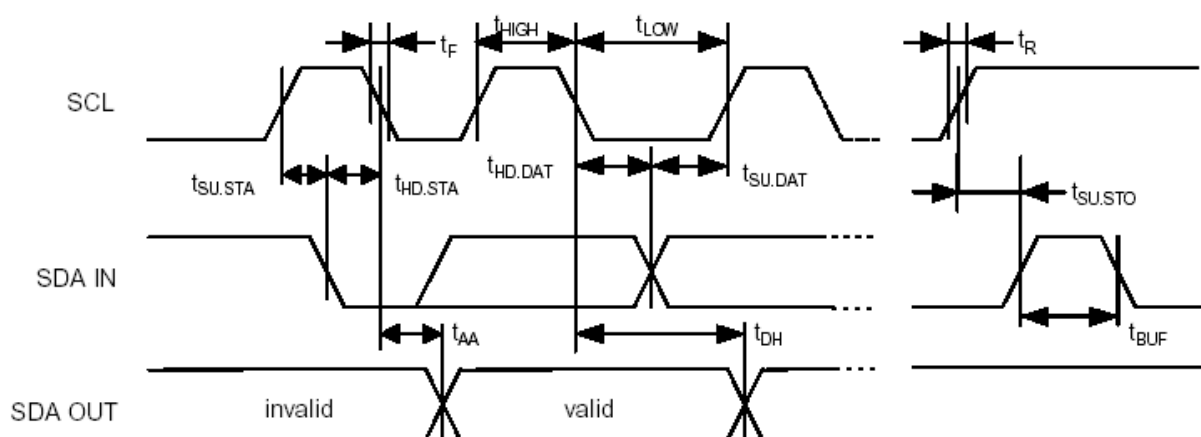 tHIGH tLOW
tF tR
SCL
tSU.STA tHD.STA tHD.DAT tSU.DAT tSU.STO
SDA IN
tAA tDH tBUF
SDA OUT invalid valid